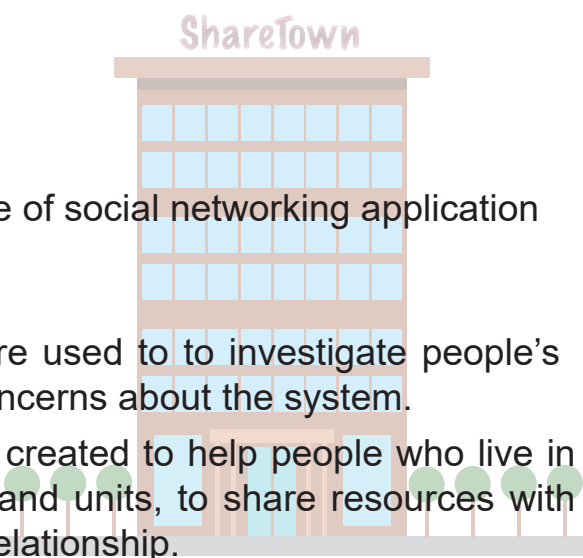 ShareTown
e of social networking application
re used to to investigate people’s
ncerns about the system.
created to help people who live in
and units, to share resources with
elationship.